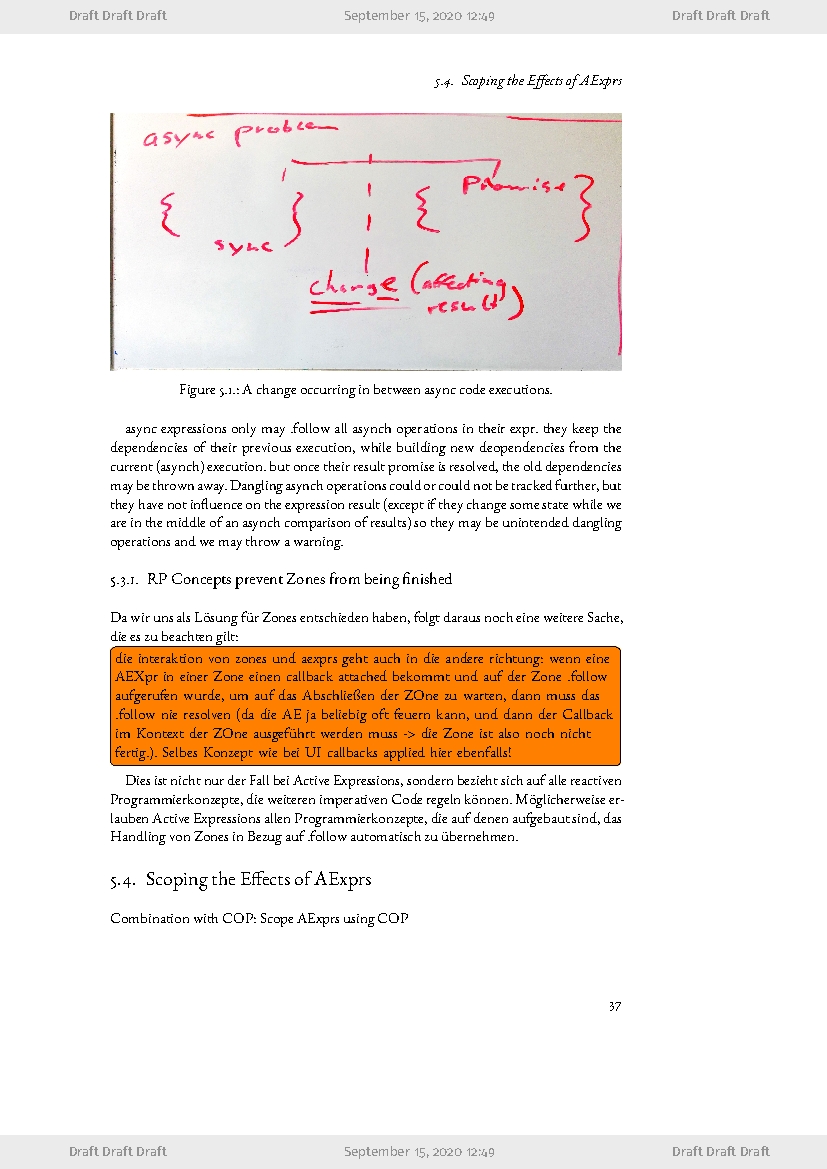 Draft Draft Draft September 15, 2020 12:49 Draft Draft Draft
5.4. Scoping the Effects of AExprs
async problem
Promise
{ } { }
sync
change (affecting
result)
Figure 5.1.: A change occurring in between async code executions.
async expressions only may .follow all asynch operations in their expr. they keep the
dependencies of their previous execution, while building new deopendencies from the
current (asynch) execution. but once their result promise is resolved, the old dependencies
may be thrown away. Dangling asynch operations could or could not be tracked further, but
they have not influence on the expression result (except if they change some state while we
are in the middle of an asynch comparison of results) so they may be unintended dangling
operations and we may throw a warning.
5.3.1. RP Concepts prevent Zones from being finished
Da wir uns als Lösung für Zones entschieden haben, folgt daraus noch eine weitere Sache,
die es zu beachten gilt:
die interaktion von zones und aexprs geht auch in die andere richtung: wenn eine
AEXpr in einer Zone einen callback attached bekommt und auf der Zone .follow
aufgerufen wurde, um auf das Abschließen der ZOne zu warten, dann muss das
.follow nie resolven (da die AE ja beliebig oft feuern kann, und dann der Callback
im Kontext der ZOne ausgeführt werden muss -> die Zone ist also noch nicht
fertig.). Selbes Konzept wie bei UI callbacks applied hier ebenfalls!
Dies ist nicht nur der Fall bei Active Expressions, sondern bezieht sich auf alle reactiven
Programmierkonzepte, die weiteren imperativen Code regeln können. Möglicherweise er-
lauben Active Expressions allen Programmierkonzepte, die auf denen aufgebaut sind, das
Handling von Zones in Bezug auf .follow automatisch zu übernehmen.
5.4. Scoping the Effects of AExprs
Combination with COP: Scope AExprs using COP
37
Draft Draft Draft September 15, 2020 12:49 Draft Draft Draft